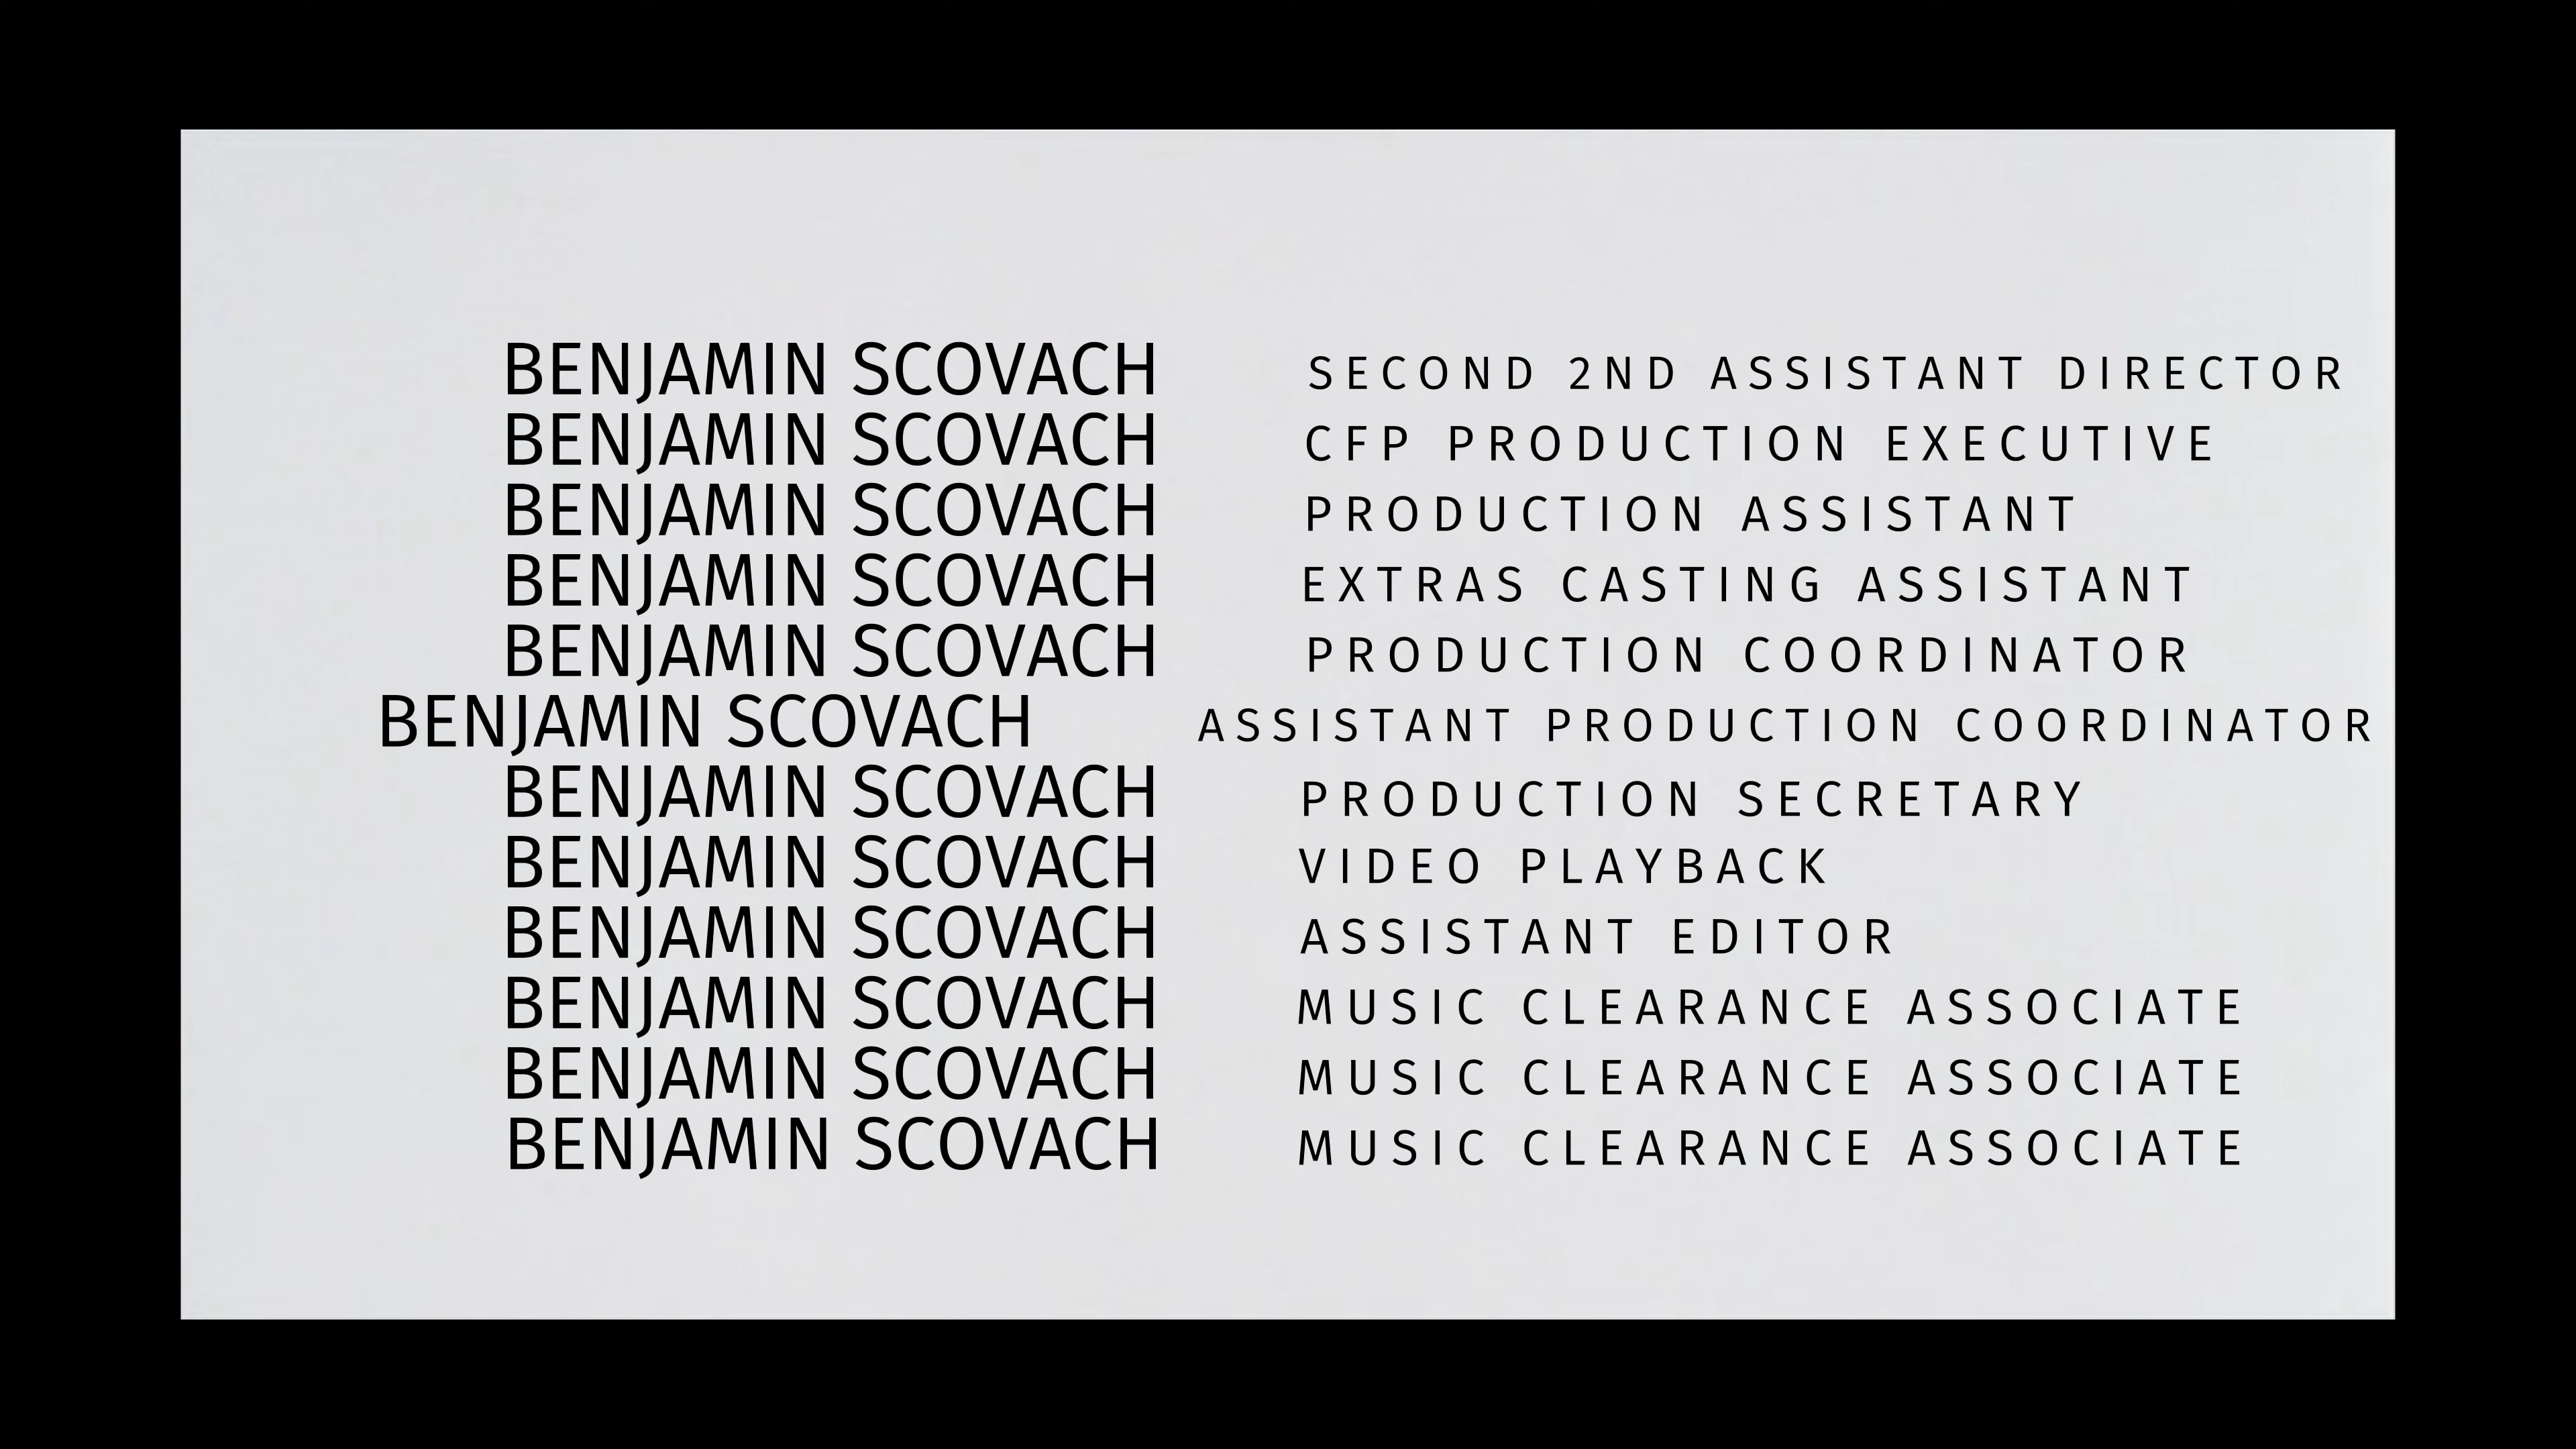 BENJAMIN SCOVACH SECOND 2ND ASSISTANT DIRECTOR
BENJAMIN SCOVACH CFP PRODUCTION EXECUTIVE
BENJAMIN SCOVACH PRODUCTION ASSISTANT
BENJAMIN SCOVACH EXTRAS CASTING ASSISTANT
BENJAMIN SCOVACH PRODUCTION COORDINATOR
BENJAMIN SCOVACH ASSISTANT PRODUCTION COORDINATOR
BENJAMIN SCOVACH PRODUCTION SECRETARY
BENJAMIN SCOVACH VIDEO PLAYBACK
BENJAMIN SCOVACH ASSISTANT EDITOR
BENJAMIN SCOVACH MUSIC CLEARANCE ASSOCIATE
BENJAMIN SCOVACH MUSIC CLEARANCE ASSOCIATE
BENJAMIN SCOVACH MUSIC CLEARANCE ASSOCIATE